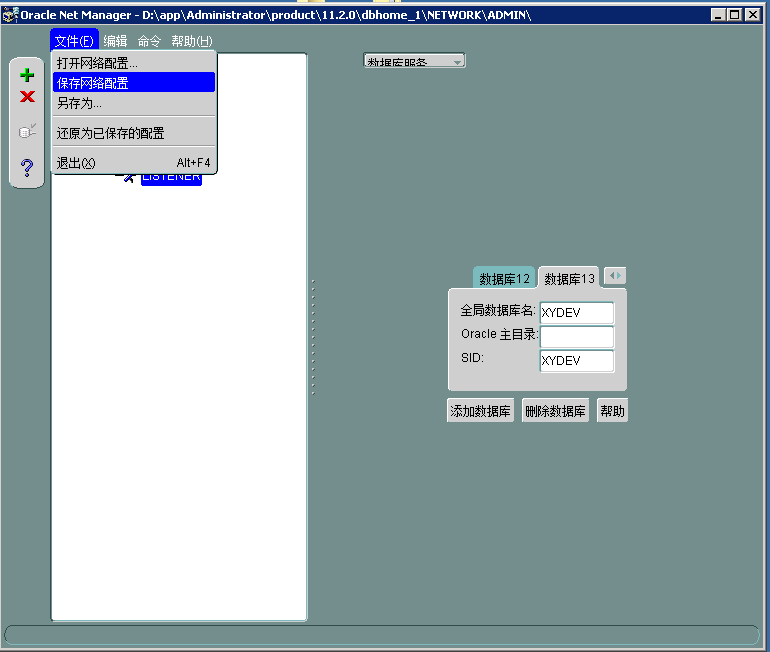 Oracle Net Manager - D:\app\Administrator\product\11.2.0\dbhome_1\NETWORK\ADMIN\
文件(F) 编辑 命令 帮助(H)
打开网络配置...
保存网络配置
另存为...
还原为已保存的配置
退出(X) Alt+F4
LISTENER
数据库服务
数据库12 数据库13
全局数据库名: XYDEV
Oracle 主目录:
SID: XYDEV
添加数据库 删除数据库 帮助